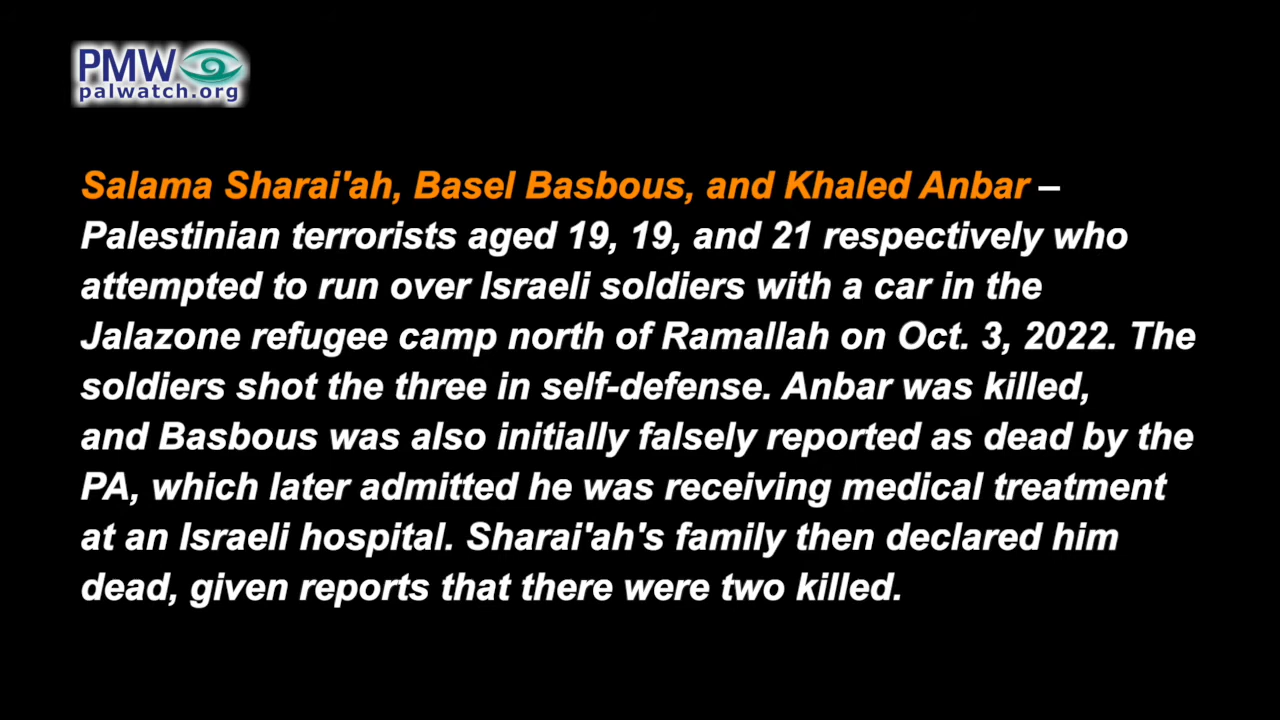 PMW
palwatch.org
Salama Sharai'ah, Basel Basbous, and Khaled Anbar –
Palestinian terrorists aged 19, 19, and 21 respectively who
attempted to run over Israeli soldiers with a car in the
Jalazone refugee camp north of Ramallah on Oct. 3, 2022. The
soldiers shot the three in self-defense. Anbar was killed,
and Basbous was also initially falsely reported as dead by the
PA, which later admitted he was receiving medical treatment
at an Israeli hospital. Sharai'ah's family then declared him
dead, given reports that there were two killed.